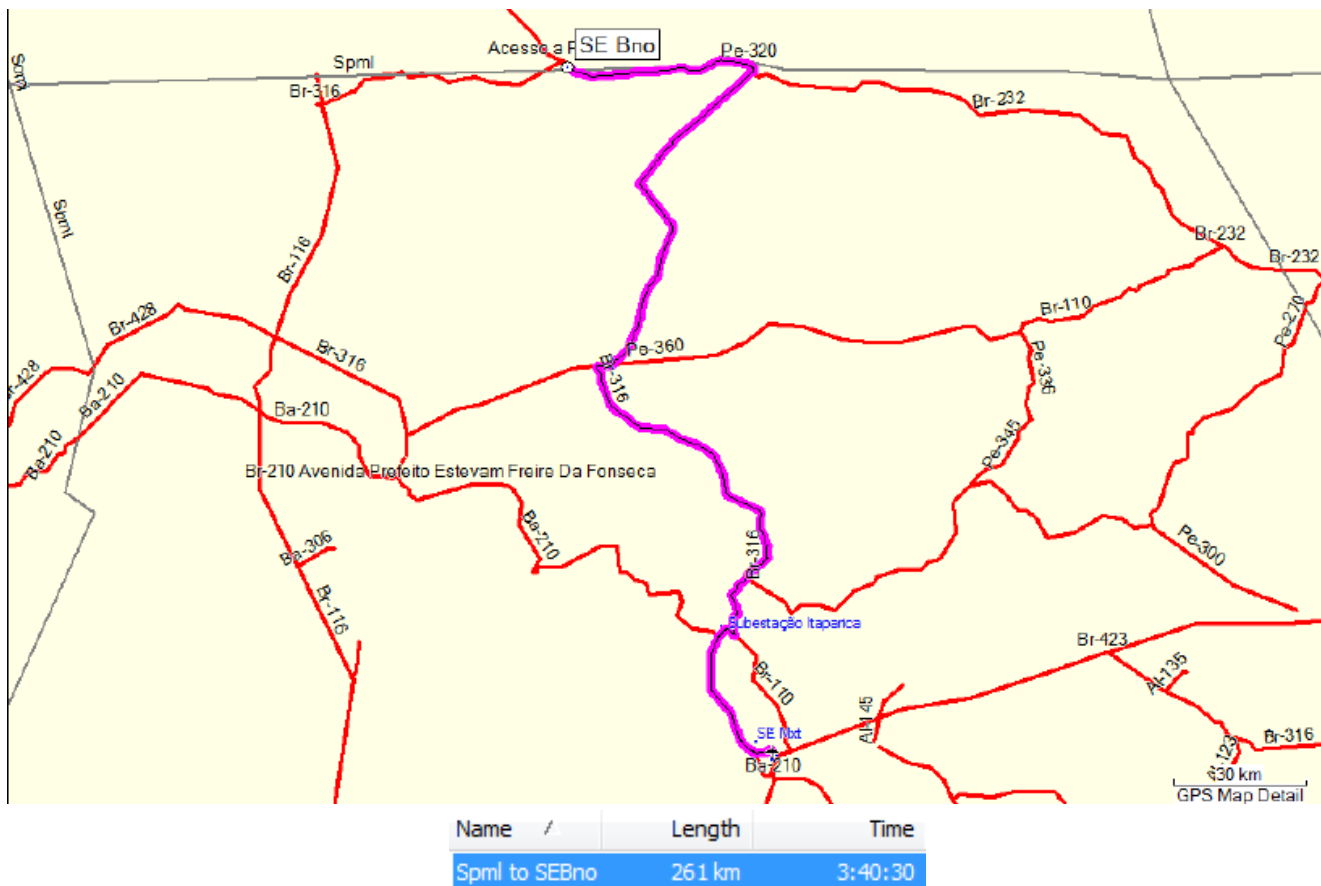 Acesso a
SE Bno
Pe-320
Spml
Spml
Br-316
Br-232
Spml
Br-116
Br-232
Br-232
Br-428
Br-110
Pe-270
Br-316
Pe-360
Br-316
Pe-336
Ba-210
Ba-210
Ba-210
Pe-345
Br-210 Avenida Prefeito Estevam Freire Da Fonseca
Ba-210
Ba-306
Br-316
Pe-300
Br-116
Subestação Itaparica
Br-423
Br-110
Al-135
Al-145
SE Mxt
Br-316
Ba-210
30 km
GPS Map Detail
Name Length Time
Spml to SEBno 261 km 3:40:30